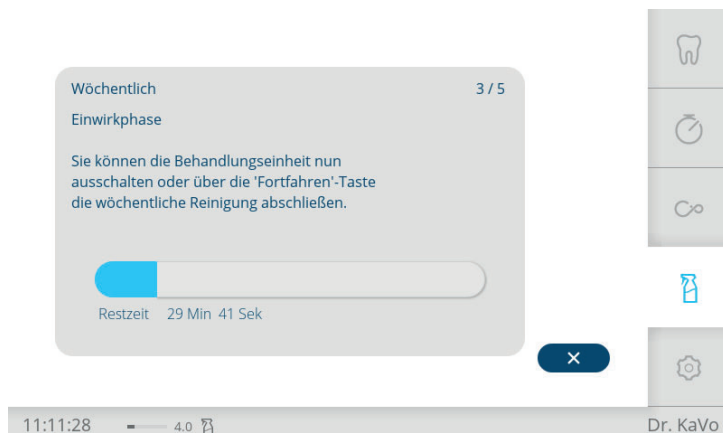 Wöchentlich 3 / 5
Einwirkphase
Sie können die Behandlungseinheit nun
ausschalten oder über die 'Fortfahren'-Taste
die wöchentliche Reinigung abschließen.
Restzeit 29 Min 41 Sek
11:11:28 4.0 Dr. KaVo